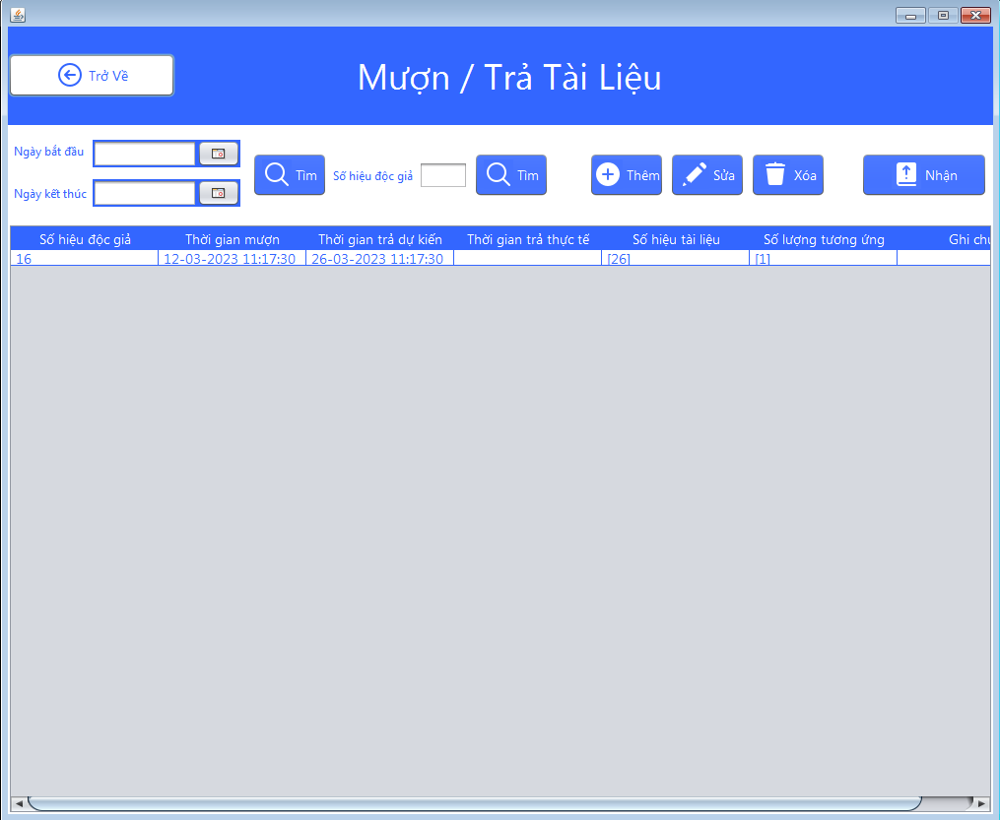 Trở Về
Mượn / Trả Tài Liệu
Ngày bắt đầu
Ngày kết thúc
Tìm
Số hiệu độc giả
Tìm
Thêm
Sửa
Xóa
Nhận
Số hiệu độc giả Thời gian mượn Thời gian trả dự kiến Thời gian trả thực tế Số hiệu tài liệu Số lượng tương ứng Ghi chú
16 12-03-2023 11:17:30 26-03-2023 11:17:30 [26] [1]